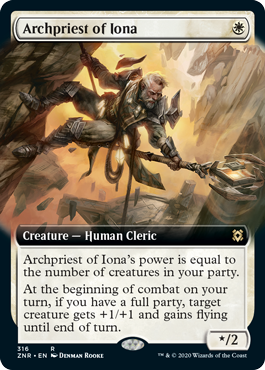 Archpriest of Iona
Creature — Human Cleric
Archpriest of Iona's power is equal to
the number of creatures in your party.
At the beginning of combat on your
turn, if you have a full party, target
creature gets +1/+1 and gains flying
until end of turn.
*/2
316 R
ZNR • EN DENMAN ROOKE ™ & © 2020 Wizards of the Coast